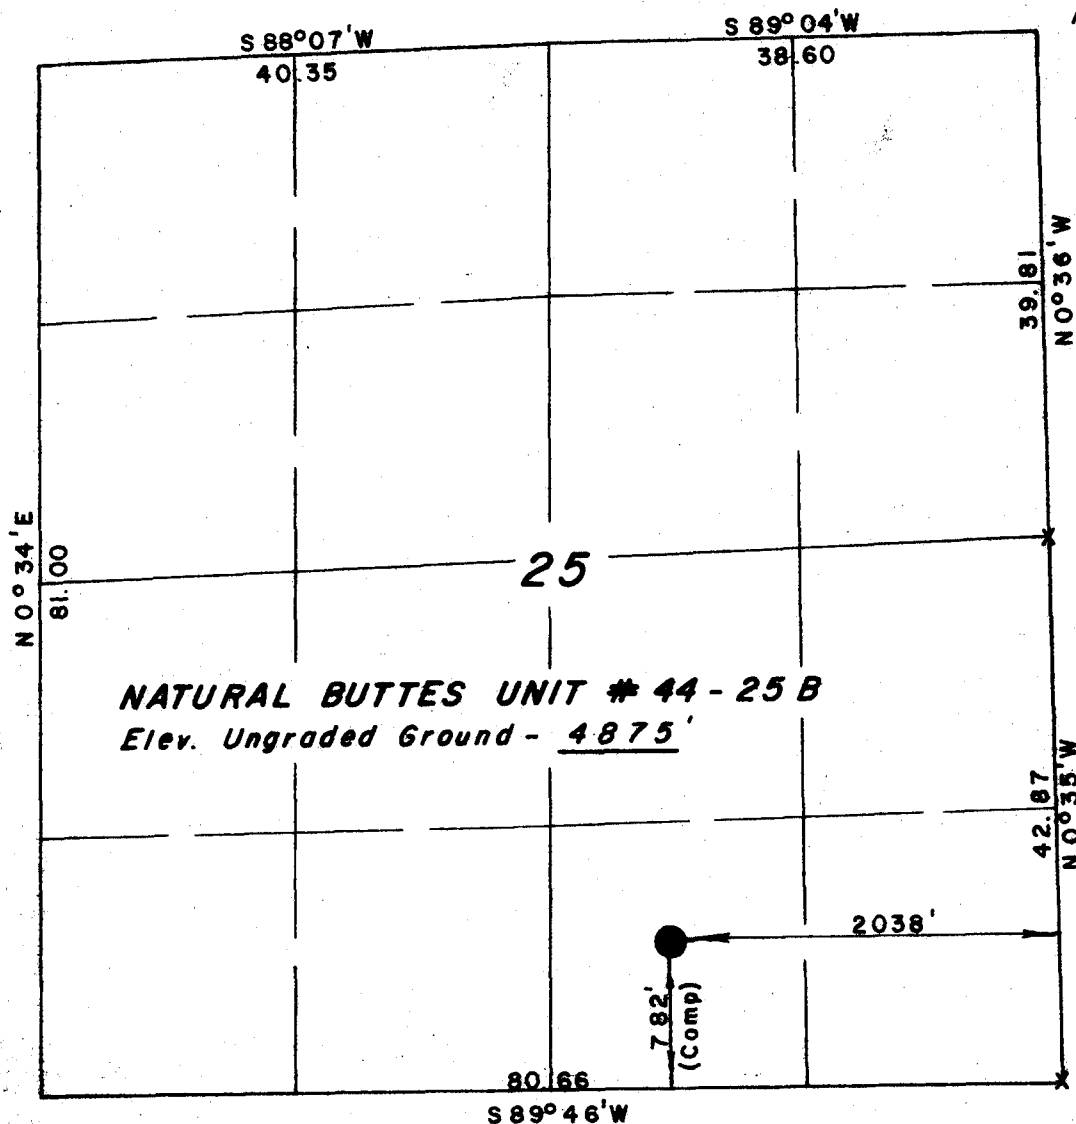 S 88° 07' W
40.35
S 89° 04' W
38.60
39.81
N 0° 36' W
N 0° 34' E
81.00
25
NATURAL BUTTES UNIT # 44 - 25 B
Elev. Ungraded Ground - 4875'
42.87
N 0° 35' W
2038'
782'
(Comp)
80.66
S 89° 46' W